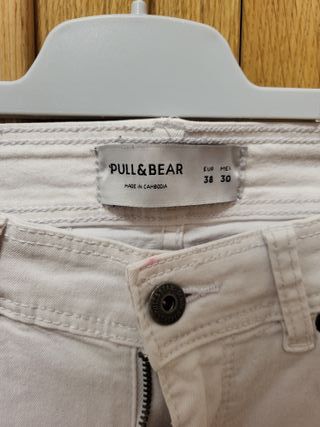 PULL&BEAR
EUR MEX
38 30
MADE IN CAMBODIA